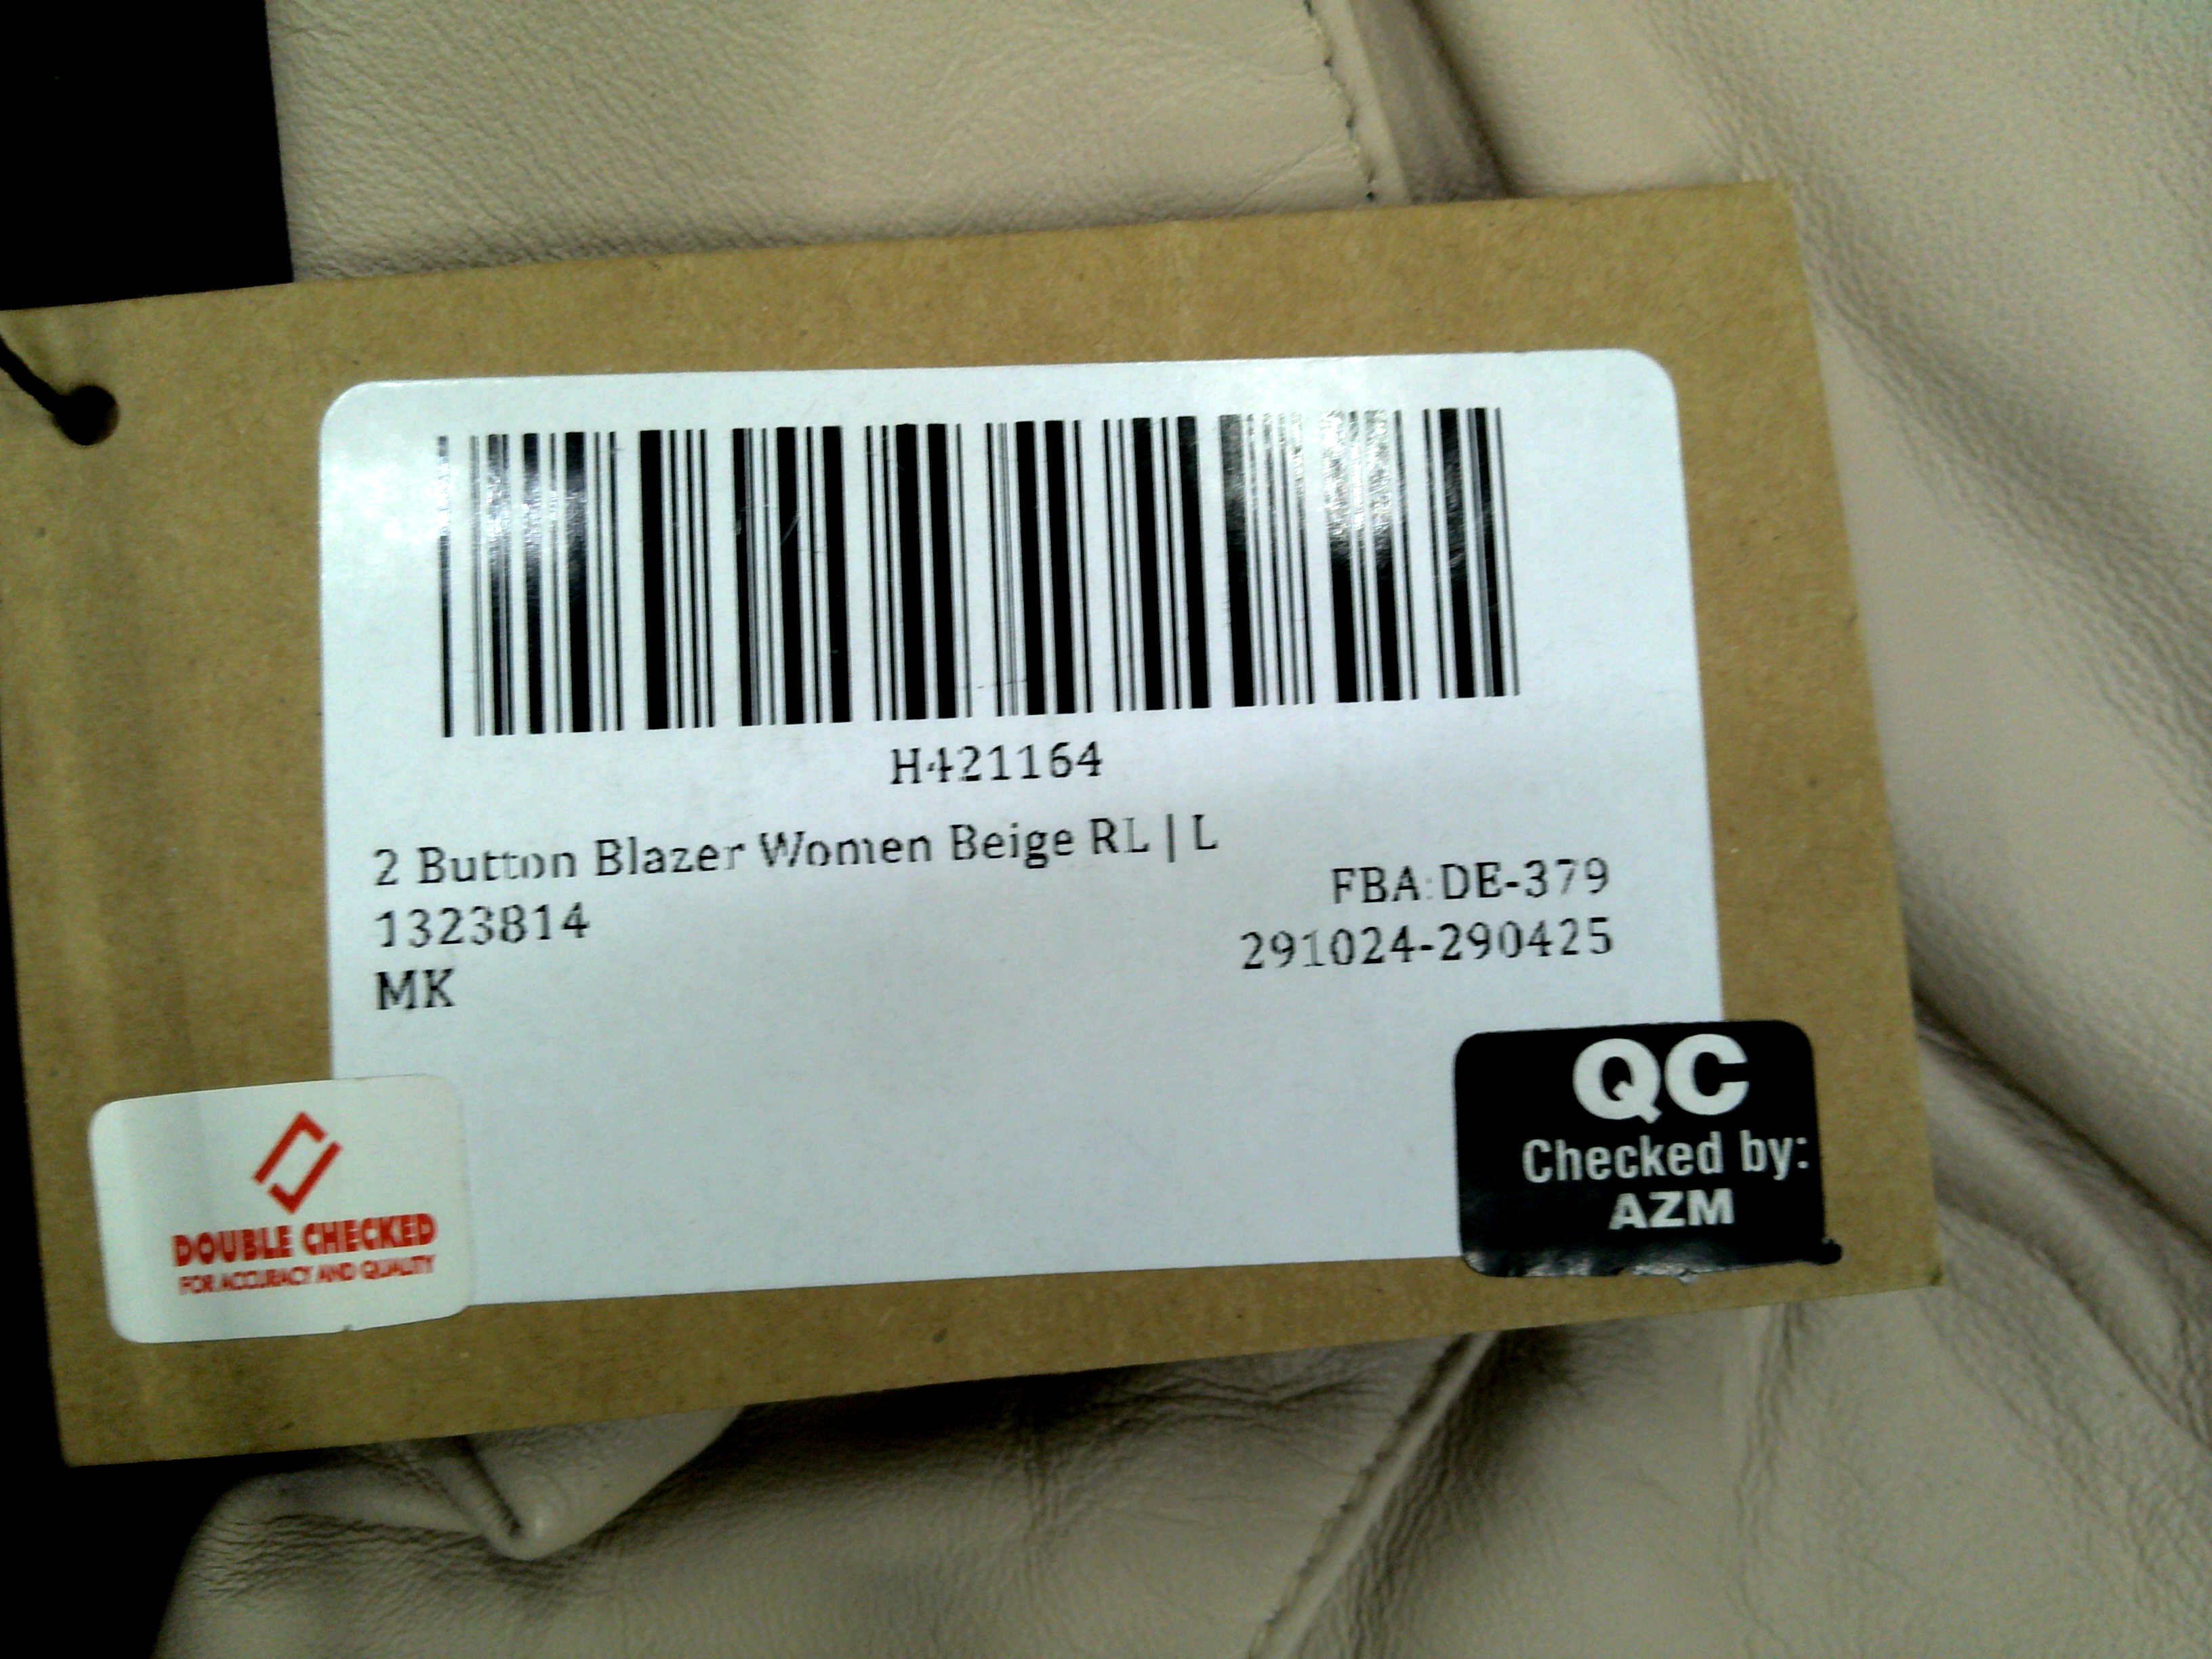 H421164
2 Button Blazer Women Beige RL | L
FBA:DE-379
1323814
291024-290425
MK
QC
Checked by:
AZM
DOUBLE CHECKED
FOR ACCURACY AND QUALITY